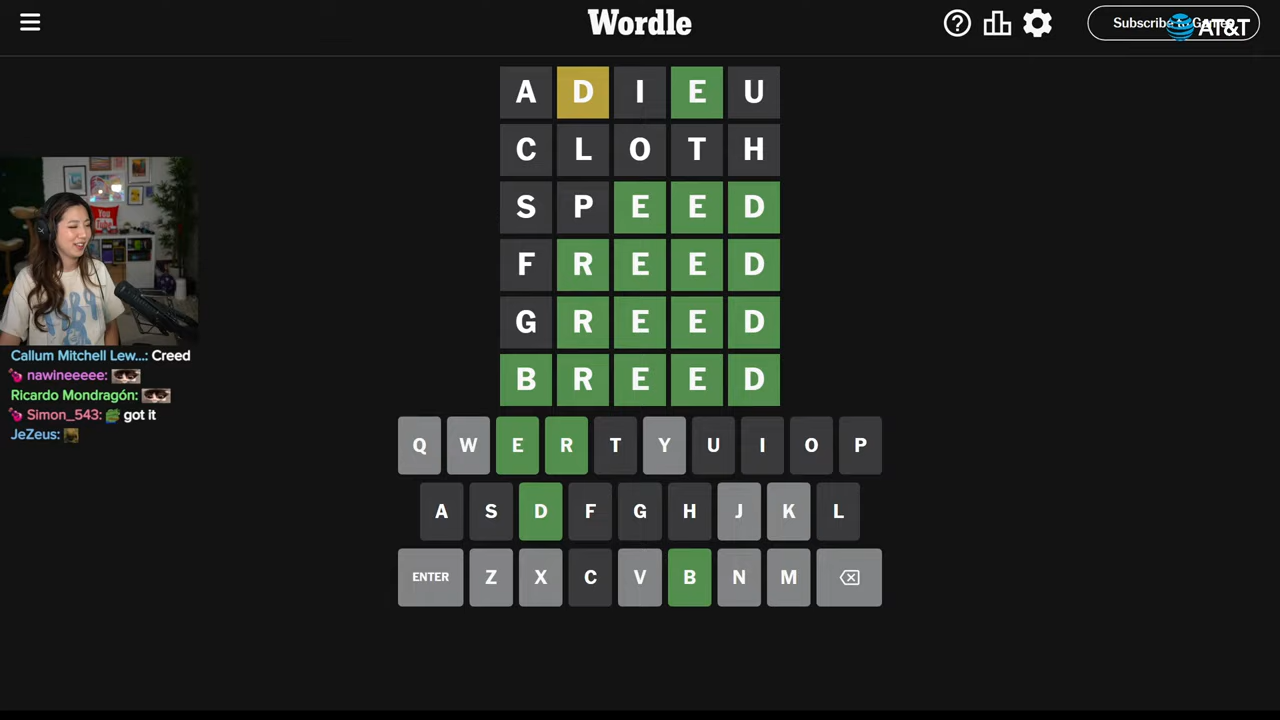 Wordle
Subscribe to Games
AT&T
A D I E U
C L O T H
S P E E D
F R E E D
G R E E D
B R E E D
Callum Mitchell Lew...: Creed
nawineeeee:
Ricardo Mondragón:
Simon_543: got it
JeZeus:
Q W E R T Y U I O P
A S D F G H J K L
ENTER Z X C V B N M